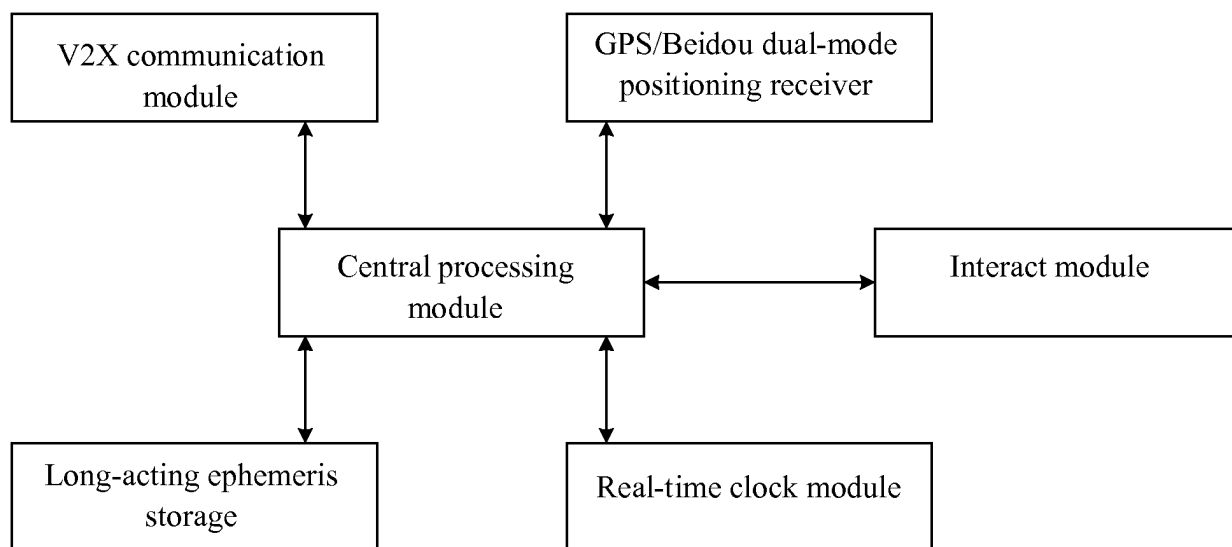 V2X communication
module
GPS/Beidou dual-mode
positioning receiver
Central processing
module
Interact module
Long-acting ephemeris
storage
Real-time clock module